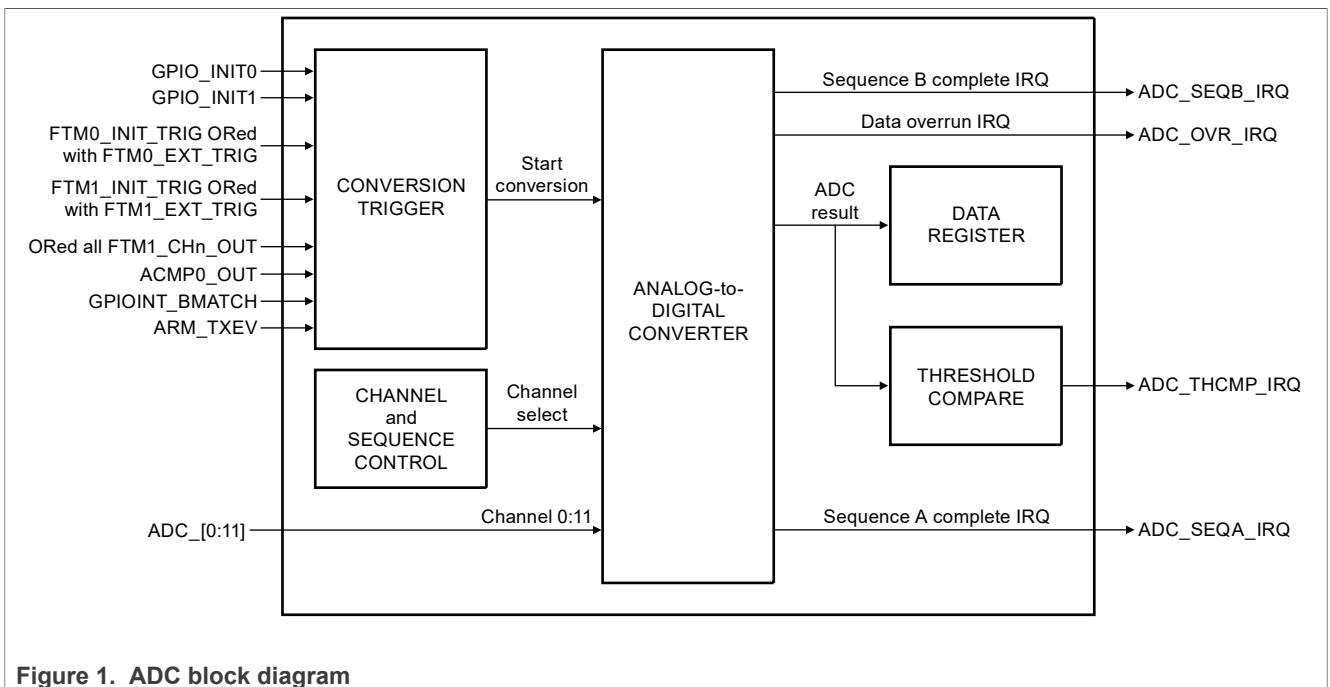 GPIO_INIT0
GPIO_INIT1
FTM0_INIT_TRIG ORed
with FTM0_EXT_TRIG
FTM1_INIT_TRIG ORed
with FTM1_EXT_TRIG
ORed all FTM1_CHn_OUT
ACMP0_OUT
GPIOINT_BMATCH
ARM_TXEV
CONVERSION
TRIGGER
Start
conversion
CHANNEL
and
SEQUENCE
CONTROL
Channel
select
ADC_[0:11]
Channel 0:11
ANALOG-to-
DIGITAL
CONVERTER
Sequence B complete IRQ
ADC_SEQB_IRQ
Data overrun IRQ
ADC_OVR_IRQ
ADC
result
DATA
REGISTER
THRESHOLD
COMPARE
ADC_THCMP_IRQ
Sequence A complete IRQ
ADC_SEQA_IRQ
Figure 1. ADC block diagram